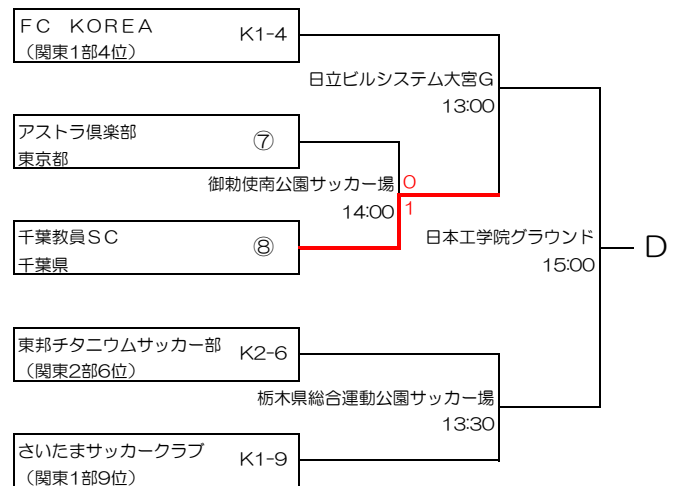 ＦＣ　ＫＯＲＥＡ
K1-4
（関東1部4位）
日立ビルシステム大宮G
13:00
アストラ倶楽部
⑦
東京都
御勅使南公園サッカー場
0
14:00
1
千葉教員ＳＣ
⑧
千葉県
日本工学院グラウンド
15:00
D
東邦チタニウムサッカー部
K2-6
（関東2部6位）
栃木県総合運動公園サッカー場
13:30
さいたまサッカークラブ
K1-9
（関東1部9位）